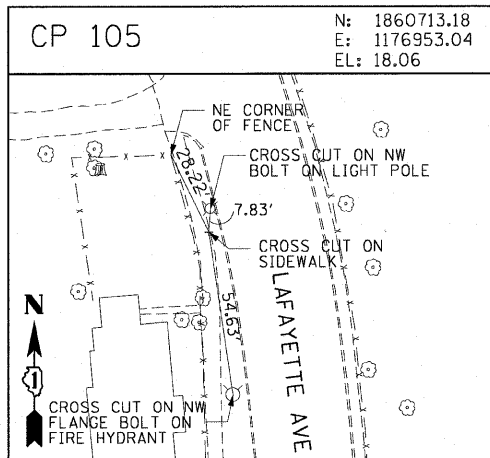 CP 105
N: 1860713.18
E: 1176953.04
EL: 18.06
NE CORNER
OF FENCE
28.22'
CROSS CUT ON NW
BOLT ON LIGHT POLE
7.83'
CROSS CUT ON
SIDEWALK
LAFAYETTE AVE
54.63'
N
1
CROSS CUT ON NW
FLANGE BOLT ON
FIRE HYDRANT